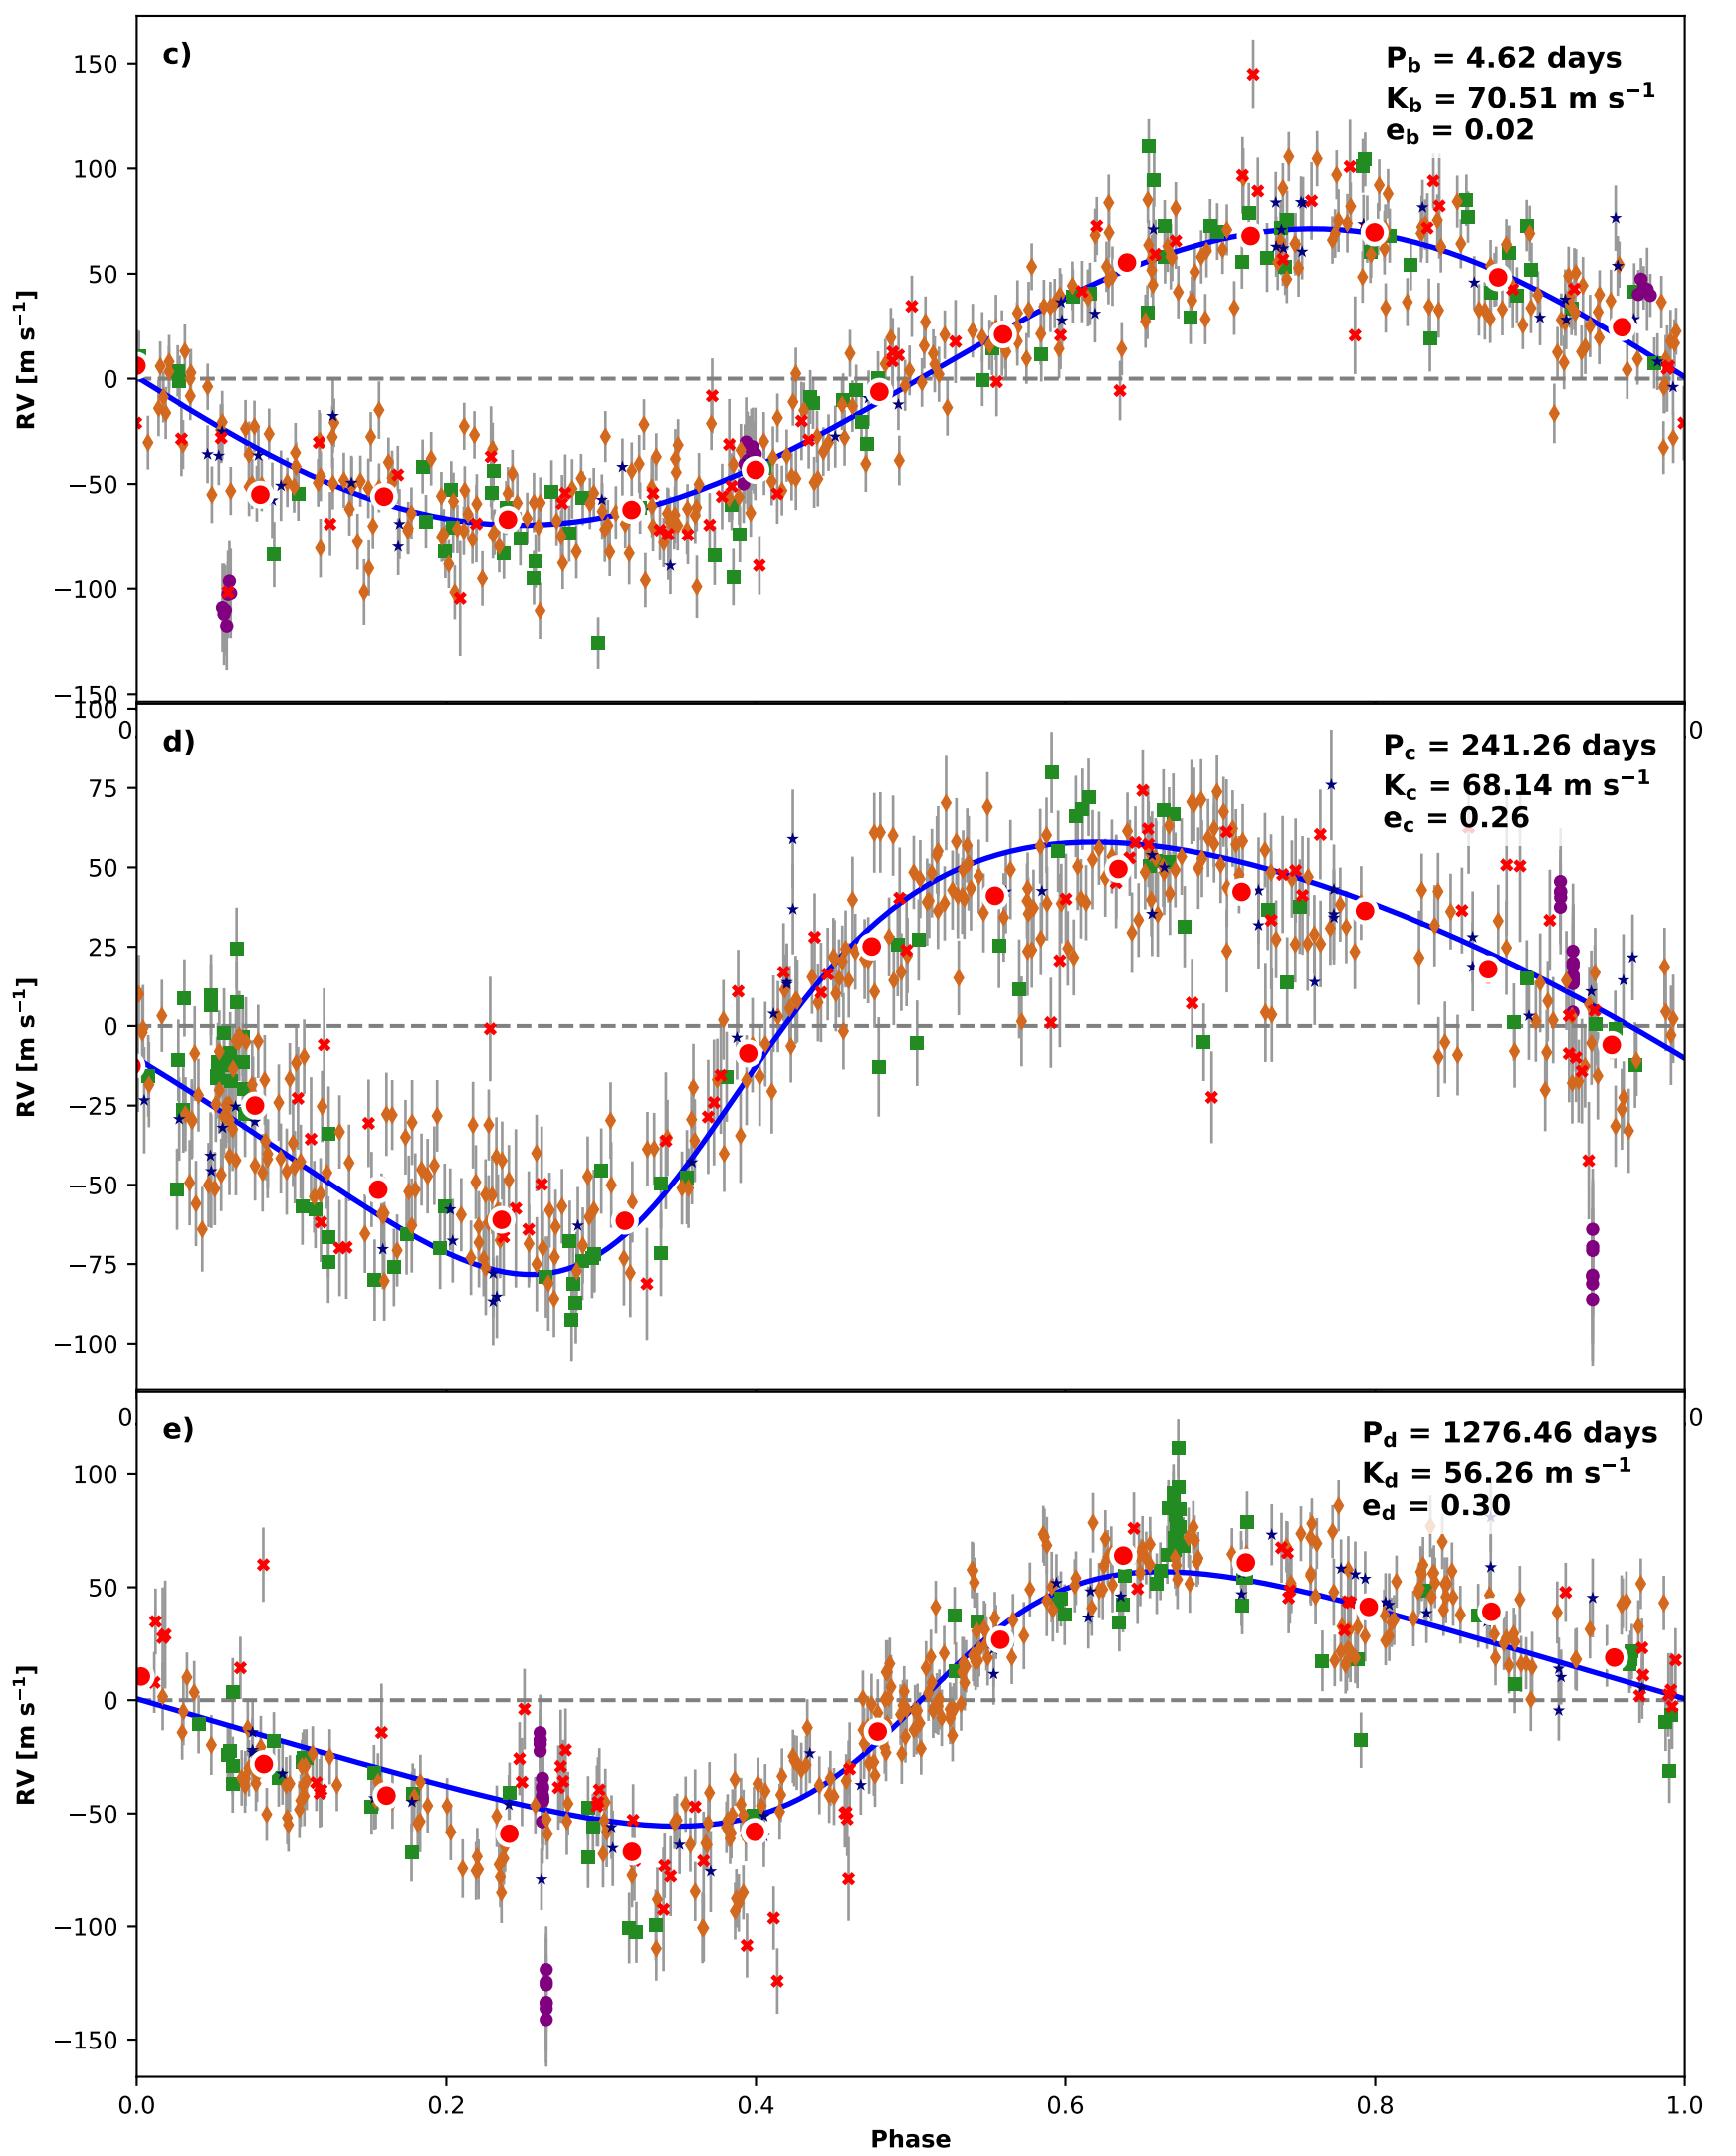 c)
P_b = 4.62 days
K_b = 70.51 m s⁻¹
e_b = 0.02
150
100
50
0
−50
−100
−150
RV [m s⁻¹]
0
.0
d)
P_c = 241.26 days
K_c = 68.14 m s⁻¹
e_c = 0.26
100
75
50
25
0
−25
−50
−75
−100
RV [m s⁻¹]
0
.0
e)
P_d = 1276.46 days
K_d = 56.26 m s⁻¹
e_d = 0.30
100
50
0
−50
−100
−150
RV [m s⁻¹]
0.0 0.2 0.4 0.6 0.8 1.0
Phase